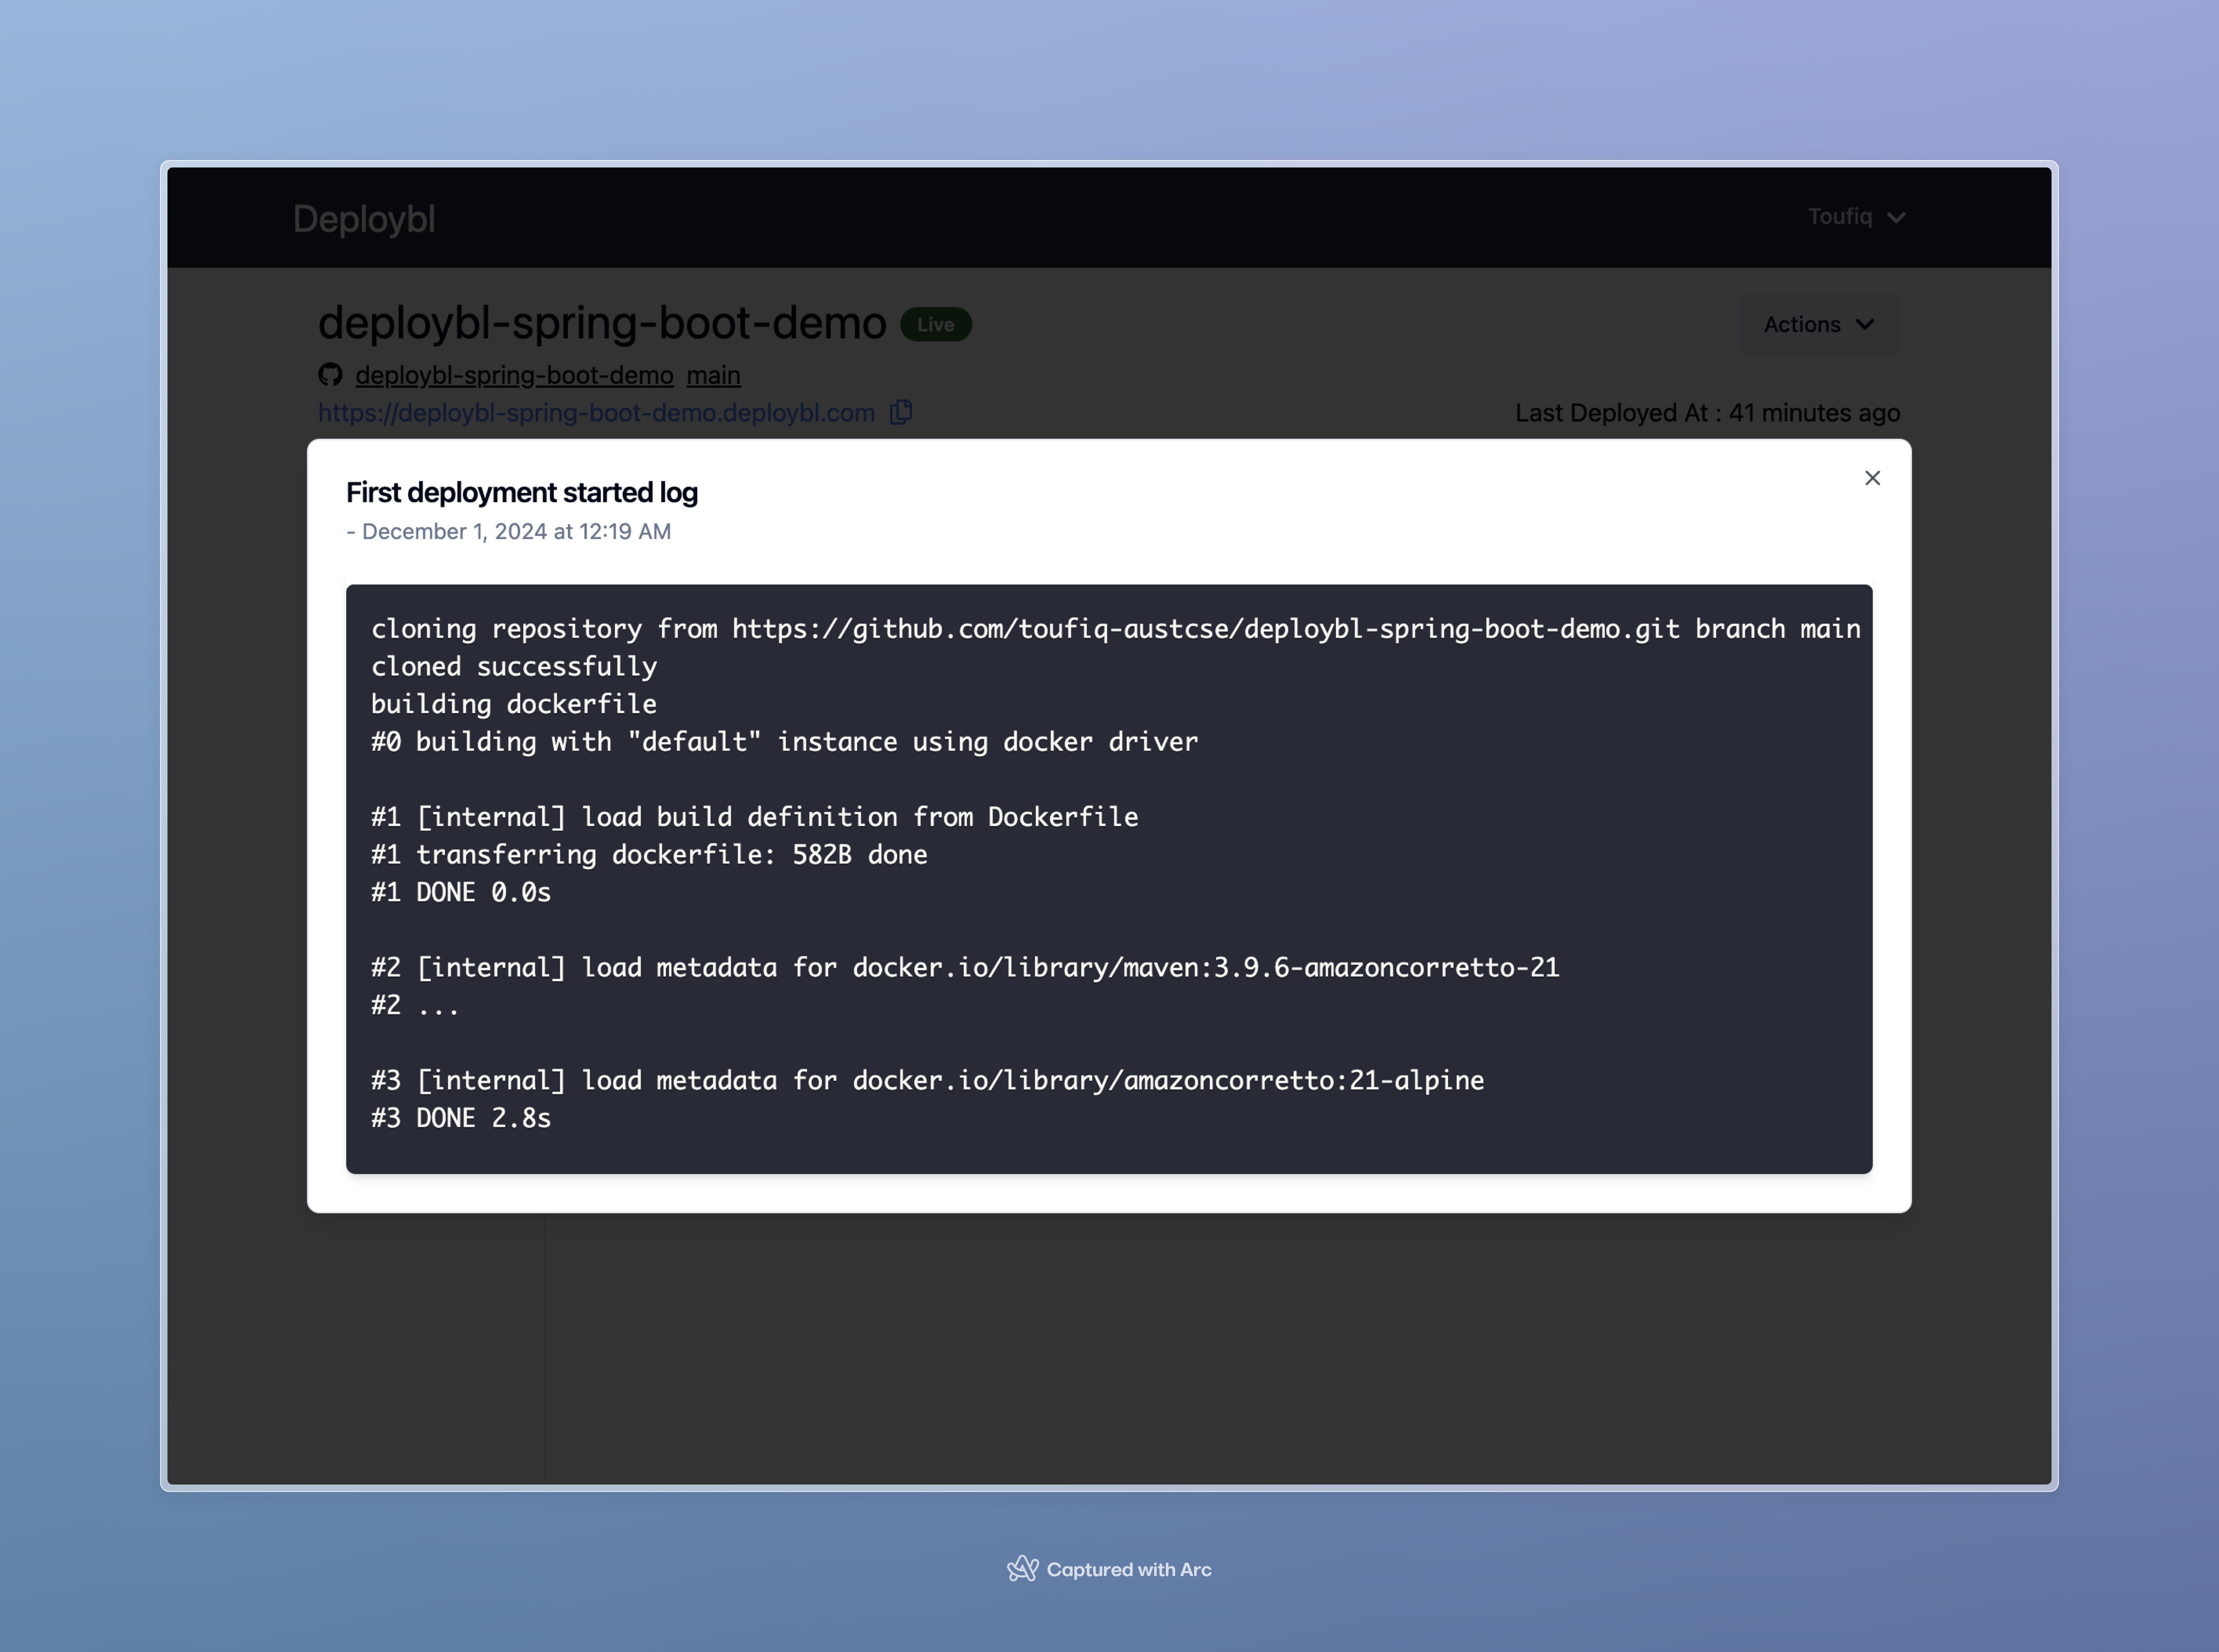 Deploybl
Toufiq
deploybl-spring-boot-demo Live
Actions
deploybl-spring-boot-demo main
https://deploybl-spring-boot-demo.deploybl.com
Last Deployed At : 41 minutes ago
First deployment started log
- December 1, 2024 at 12:19 AM
cloning repository from https://github.com/toufiq-austcse/deploybl-spring-boot-demo.git branch main
cloned successfully
building dockerfile
#0 building with "default" instance using docker driver
#1 [internal] load build definition from Dockerfile
#1 transferring dockerfile: 582B done
#1 DONE 0.0s
#2 [internal] load metadata for docker.io/library/maven:3.9.6-amazoncorretto-21
#2 ...
#3 [internal] load metadata for docker.io/library/amazoncorretto:21-alpine
#3 DONE 2.8s
Captured with Arc